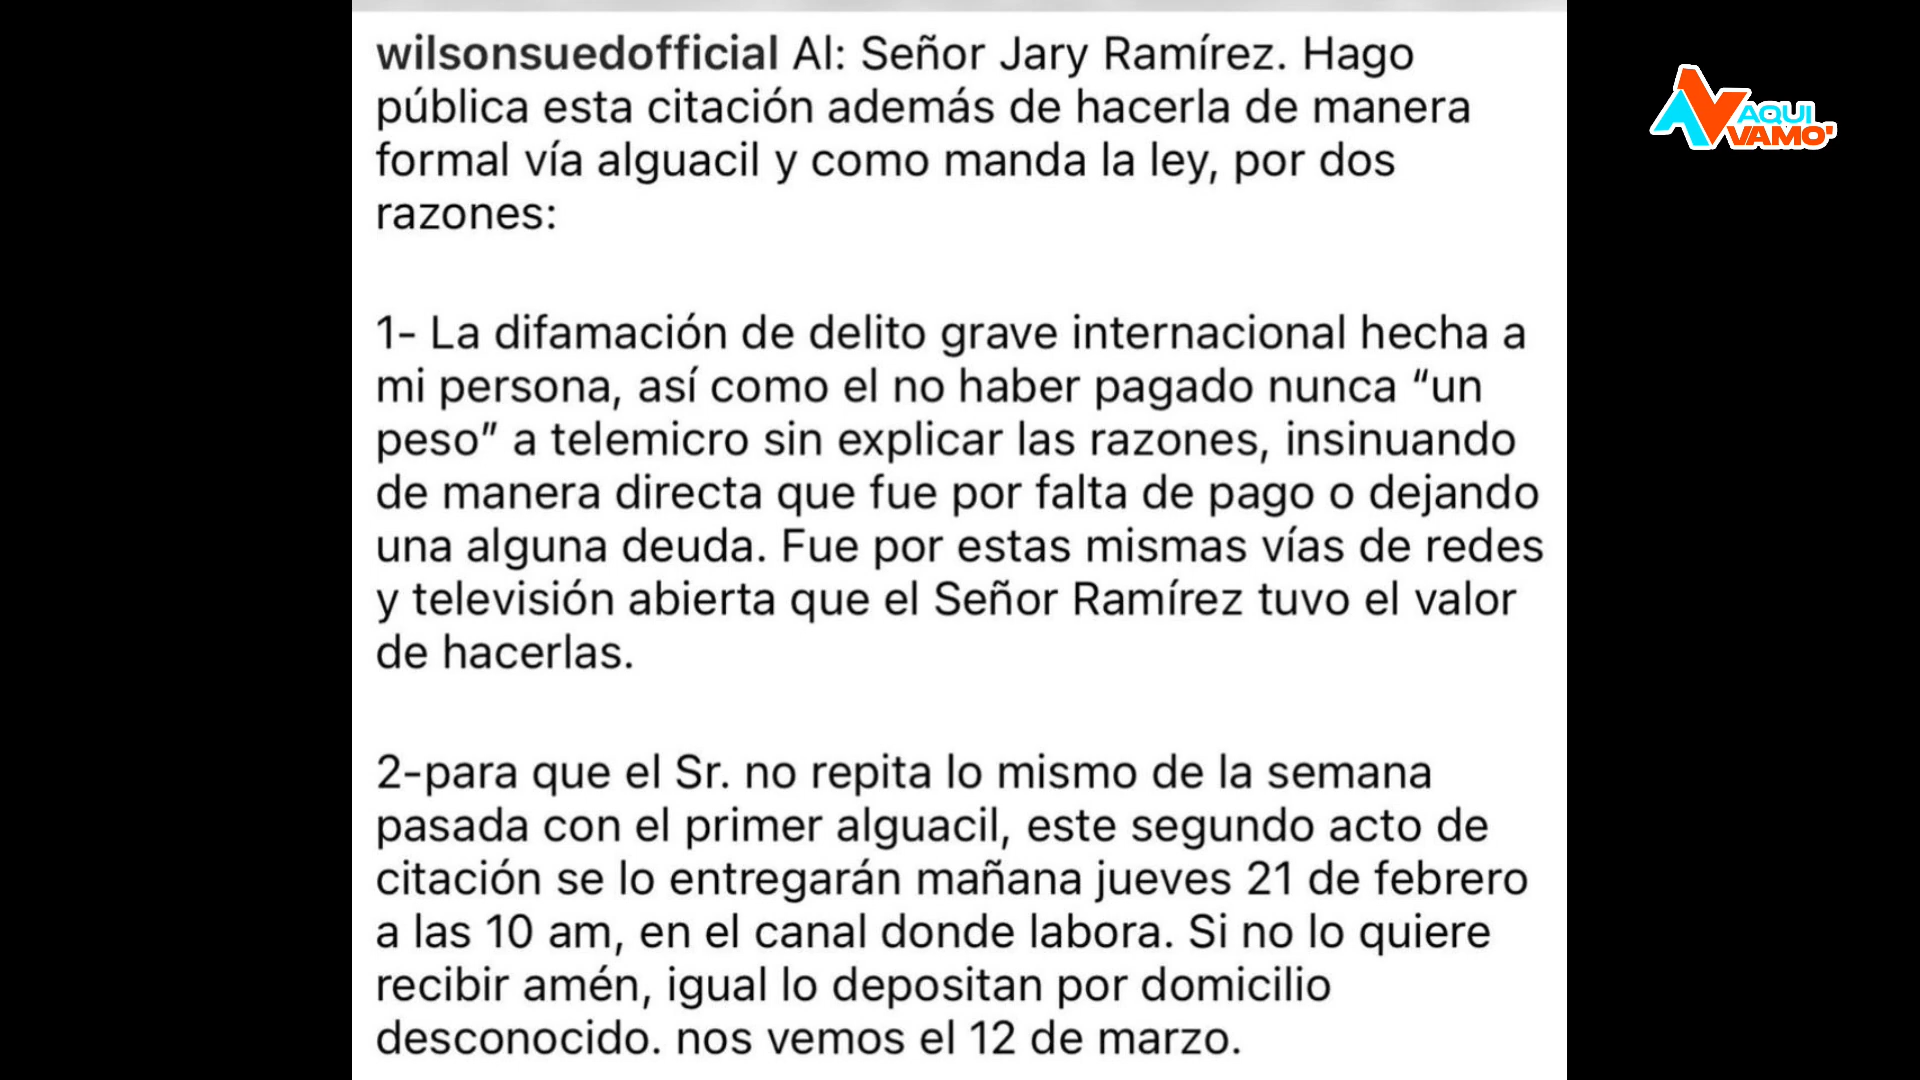 wilsonsuedofficial Al: Señor Jary Ramírez. Hago
pública esta citación además de hacerla de manera
formal vía alguacil y como manda la ley, por dos
razones:
1- La difamación de delito grave internacional hecha a
mi persona, así como el no haber pagado nunca “un
peso” a telemicro sin explicar las razones, insinuando
de manera directa que fue por falta de pago o dejando
una alguna deuda. Fue por estas mismas vías de redes
y televisión abierta que el Señor Ramírez tuvo el valor
de hacerlas.
2-para que el Sr. no repita lo mismo de la semana
pasada con el primer alguacil, este segundo acto de
citación se lo entregarán mañana jueves 21 de febrero
a las 10 am, en el canal donde labora. Si no lo quiere
recibir amén, igual lo depositan por domicilio
desconocido. nos vemos el 12 de marzo.
AV AQUI
VAMO'